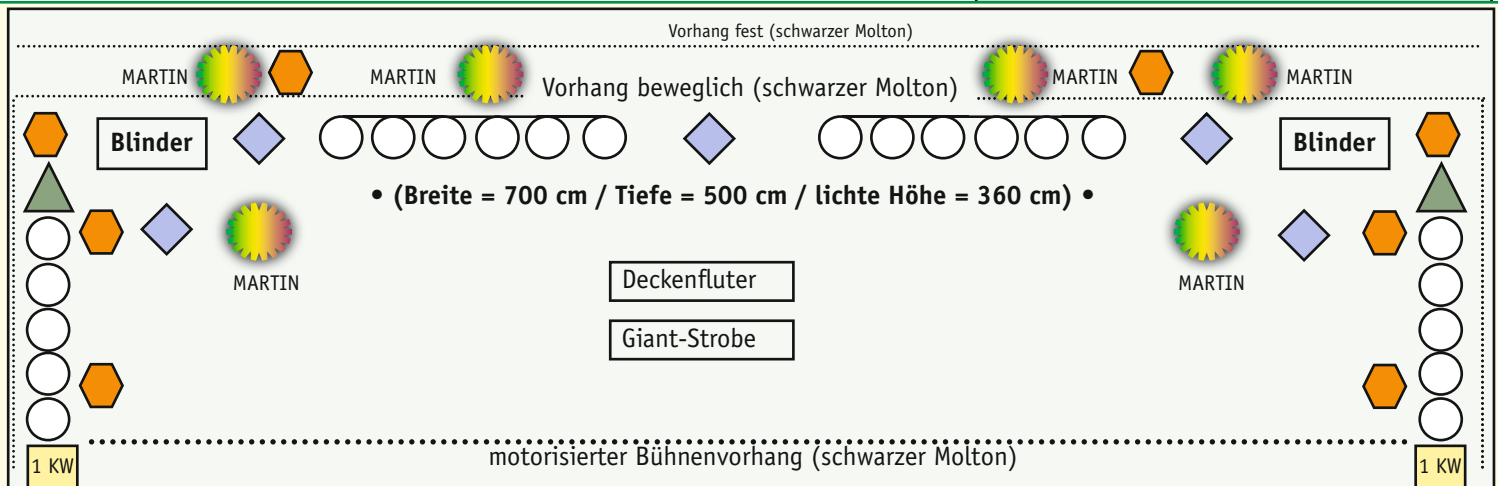 Vorhang fest (schwarzer Molton)
MARTIN
MARTIN
MARTIN
MARTIN
Vorhang beweglich (schwarzer Molton)
Blinder
Blinder
• (Breite = 700 cm / Tiefe = 500 cm / lichte Höhe = 360 cm) •
MARTIN
MARTIN
Deckenfluter
Giant-Strobe
motorisierter Bühnenvorhang (schwarzer Molton)
1 KW
1 KW